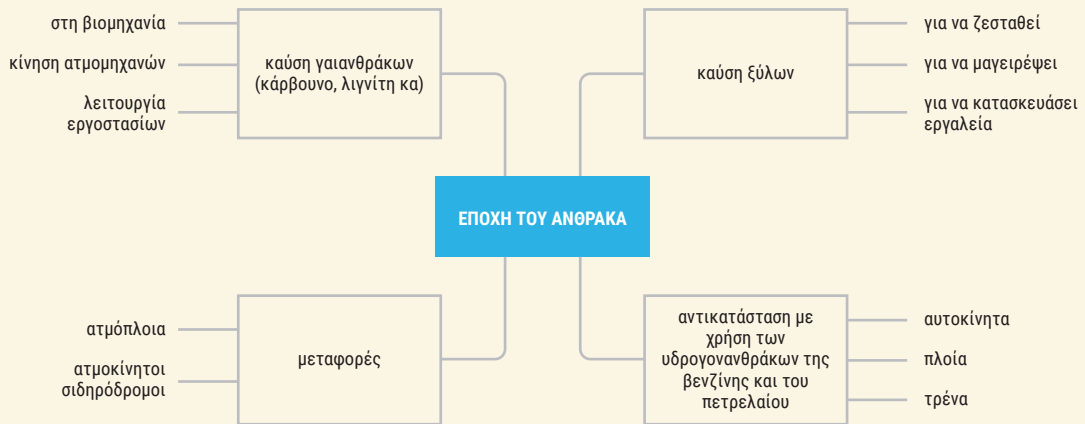 στη βιομηχανία
κίνηση ατμομηχανών
λειτουργία
εργοστασίων
καύση γαιανθράκων
(κάρβουνο, λιγνίτη κα)
καύση ξύλων
για να ζεσταθεί
για να μαγειρέψει
για να κατασκευάσει
εργαλεία
ΕΠΟΧΗ ΤΟΥ ΑΝΘΡΑΚΑ
ατμόπλοια
ατμοκίνητοι
σιδηρόδρομοι
μεταφορές
αντικατάσταση με
χρήση των
υδρογονανθράκων της
βενζίνης και του
πετρελαίου
αυτοκίνητα
πλοία
τρένα